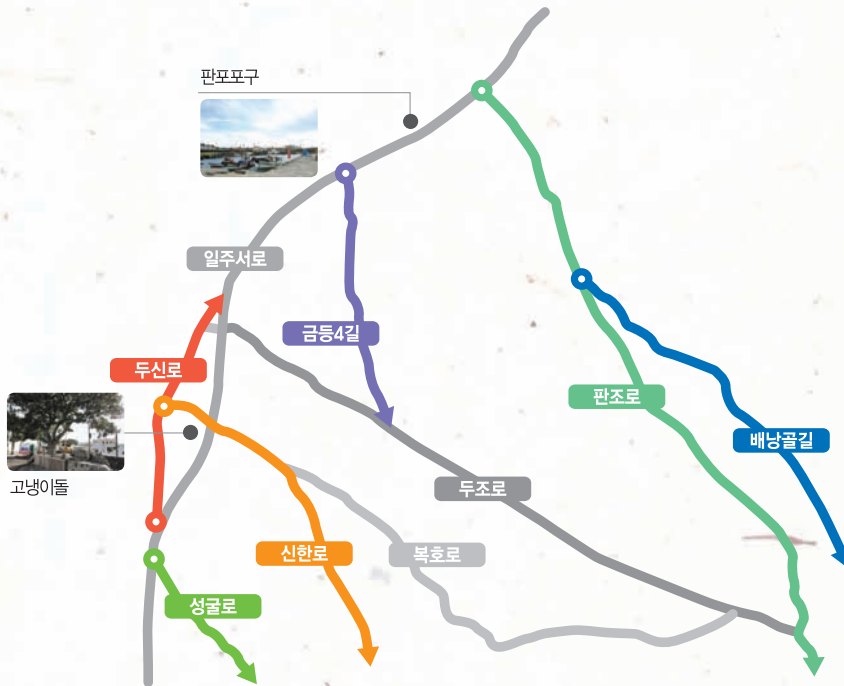 판포포구
일주서로
금등4길
두신로
판조로
배낭골길
고냉이돌
두조로
신한로
복호로
성굴로